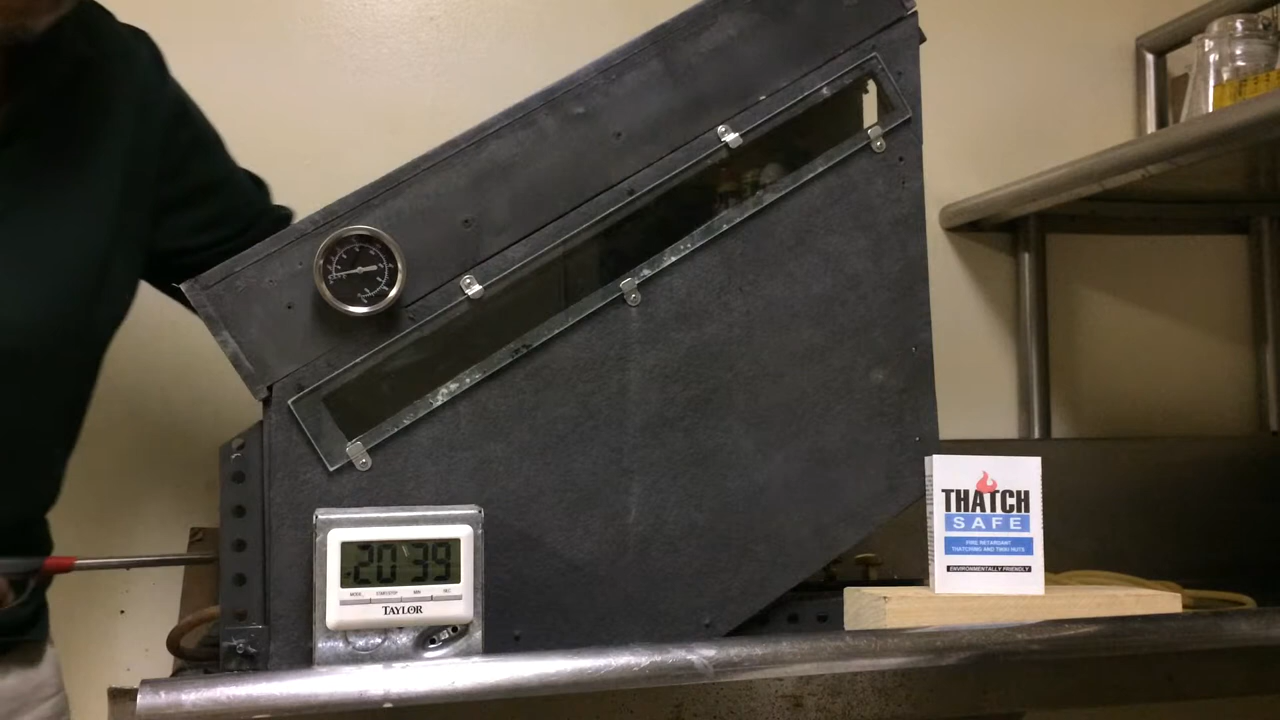 20 39
MODE
START/STOP
MIN
SEC
TAYLOR
THATCH
SAFE
FIRE RETARDANT
THATCHING AND TIKI HUTS
ENVIRONMENTALLY FRIENDLY